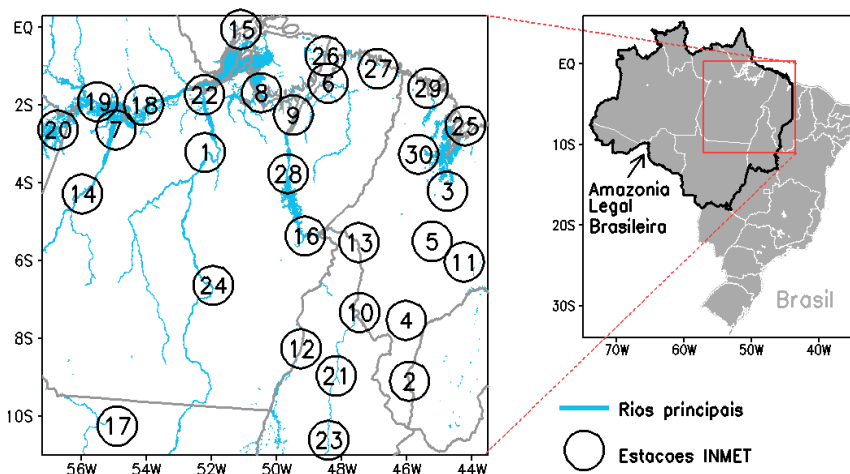 EQ
2S
4S
6S
8S
10S
56W
54W
52W
50W
48W
46W
44W
15
26
27
6
29
8
19
18
22
9
25
7
20
1
30
28
3
14
16
13
5
11
24
10
4
12
21
2
17
23
EQ
10S
20S
30S
70W
60W
50W
40W
Amazonia
Legal
Brasileira
Brasil
Rios principais
Estacoes INMET